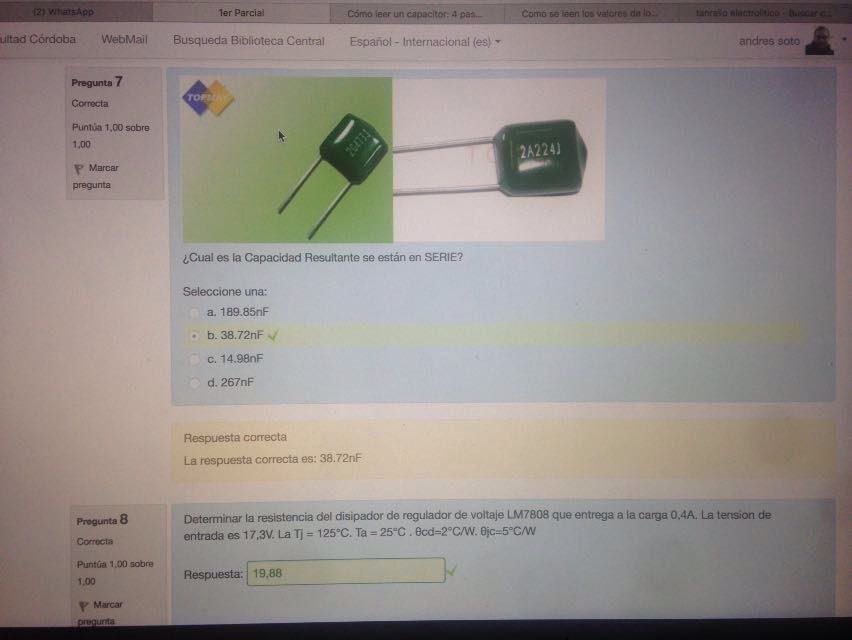 (2) WhatsApp
1er Parcial
Cómo leer un capacitor: 4 pas...
Como se leen los valores de lo...
tantalio electrolitico - Buscar c...
ultad Córdoba
WebMail
Busqueda Biblioteca Central
Español - Internacional (es)
andres soto
Pregunta 7
Correcta
Puntúa 1,00 sobre
1,00
Marcar
pregunta
2A224J
¿Cual es la Capacidad Resultante se están en SERIE?
Seleccione una:
a. 189.85nF
b. 38.72nF
c. 14.98nF
d. 267nF
Respuesta correcta
La respuesta correcta es: 38.72nF
Pregunta 8
Correcta
Puntúa 1,00 sobre
1,00
Marcar
pregunta
Determinar la resistencia del disipador de regulador de voltaje LM7808 que entrega a la carga 0,4A. La tension de
entrada es 17,3V. La Tj = 125°C. Ta = 25°C . θcd=2°C/W. θjc=5°C/W
Respuesta: 19,88